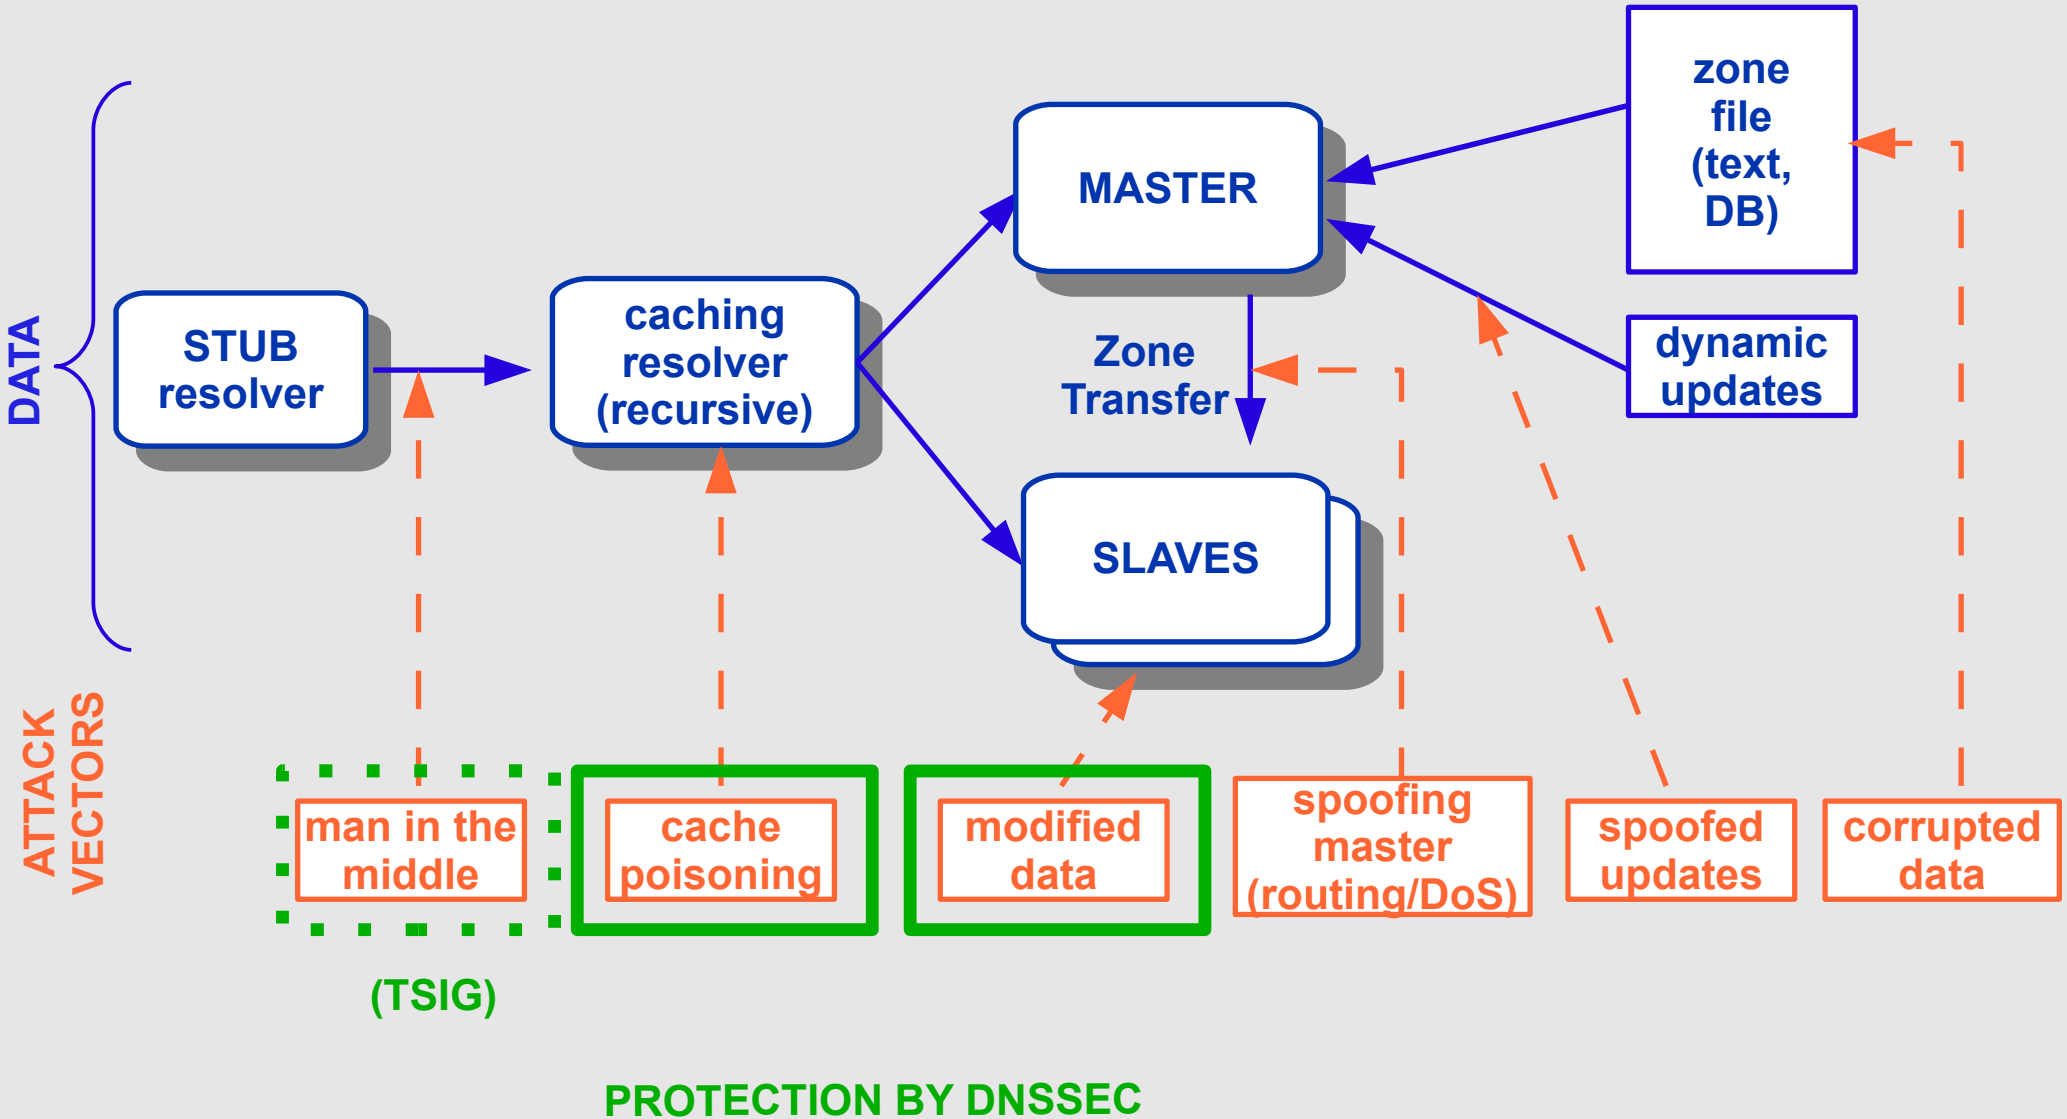 DATA
STUB
resolver
caching
resolver
(recursive)
MASTER
Zone
Transfer
SLAVES
zone
file
(text,
DB)
dynamic
updates
ATTACK
VECTORS
man in the
middle
cache
poisoning
modified
data
spoofing
master
(routing/DoS)
spoofed
updates
corrupted
data
(TSIG)
PROTECTION BY DNSSEC